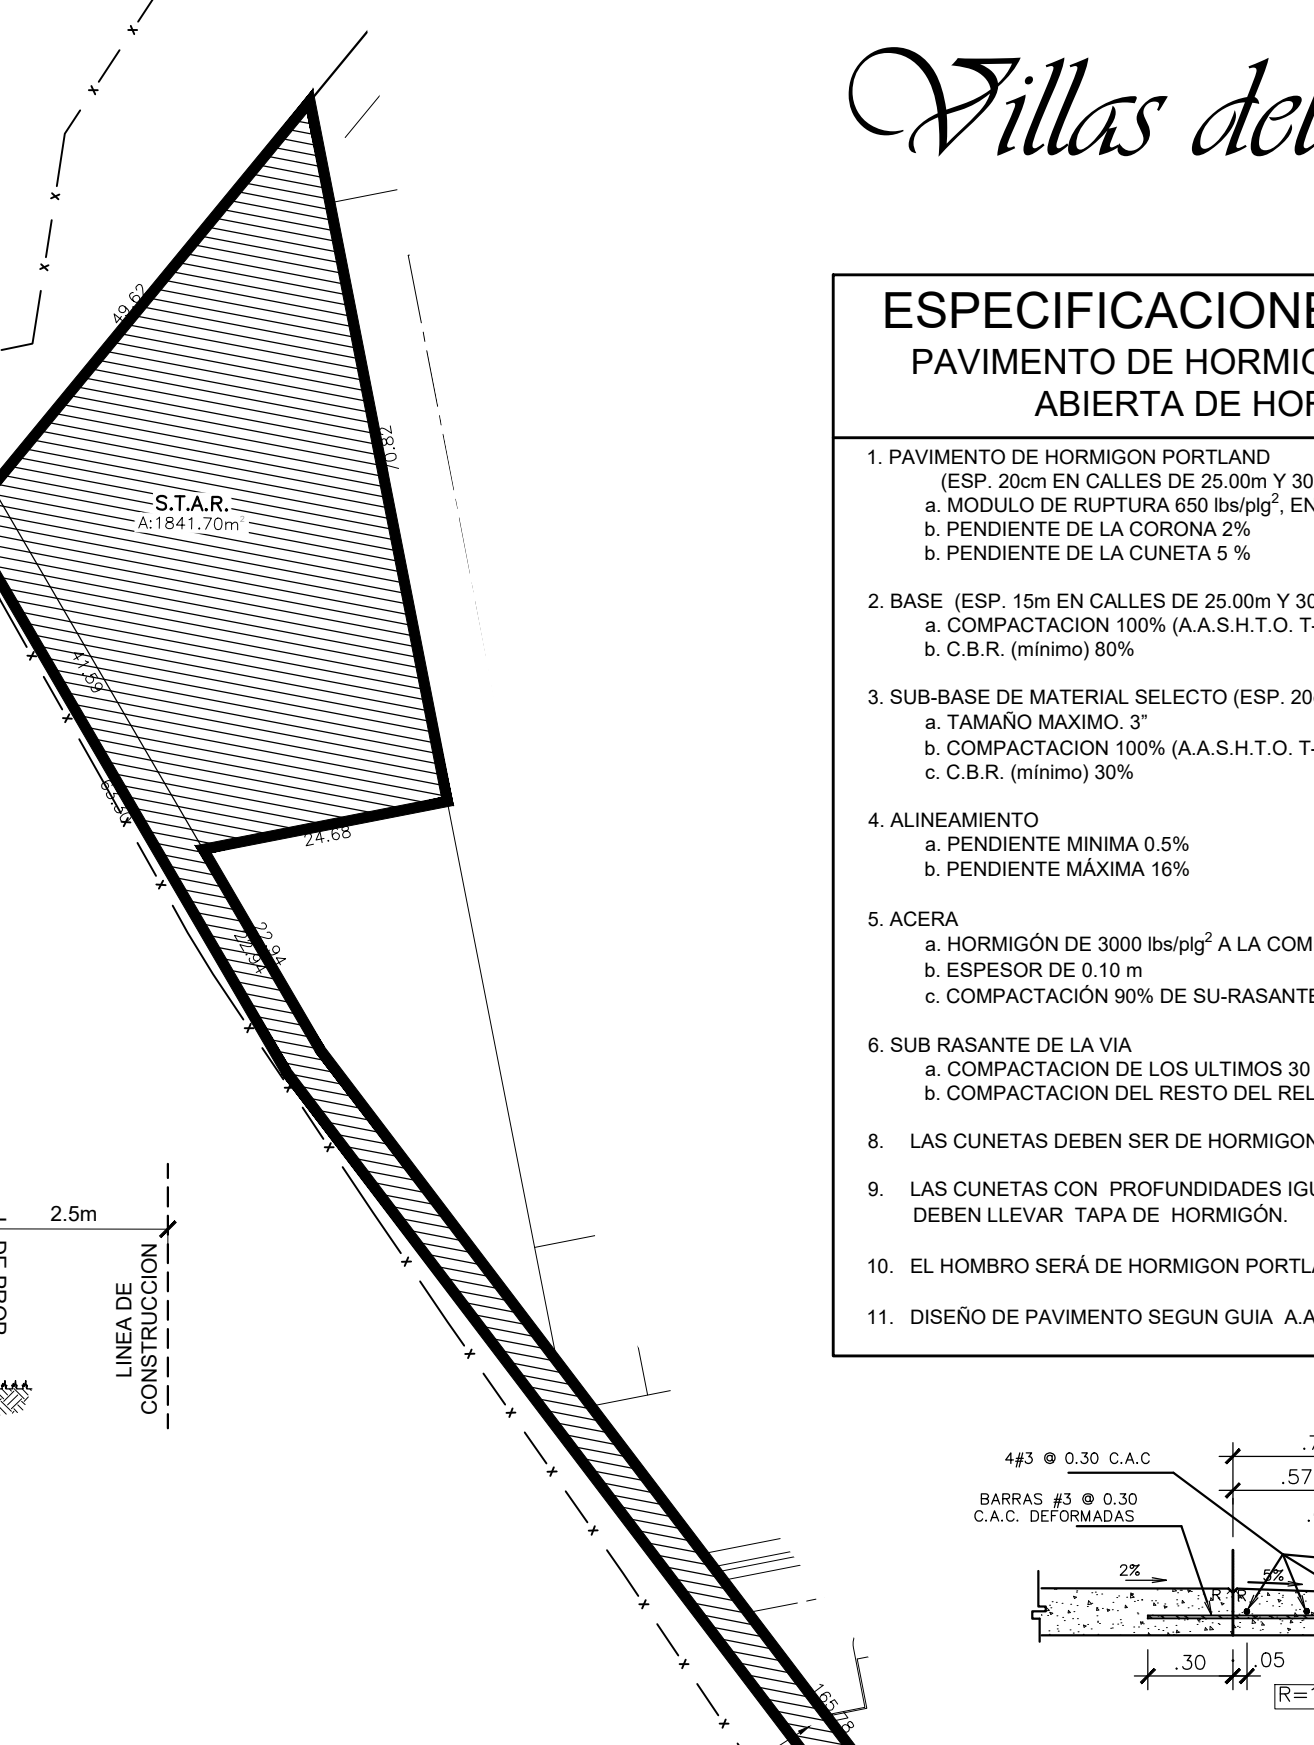 Villas del
49.62
70.82
S.T.A.R.
A:1841.70m²
41.59
63.50
24.68
22.94
165.78
2.5m
LINEA DE
CONSTRUCCION
ESPECIFICACIONE
PAVIMENTO DE HORMIG
ABIERTA DE HOR
1. PAVIMENTO DE HORMIGON PORTLAND
(ESP. 20cm EN CALLES DE 25.00m Y 30
a. MODULO DE RUPTURA 650 lbs/plg², EN
b. PENDIENTE DE LA CORONA 2%
b. PENDIENTE DE LA CUNETA 5 %
2. BASE (ESP. 15m EN CALLES DE 25.00m Y 30
a. COMPACTACION 100% (A.A.S.H.T.O. T-
b. C.B.R. (mínimo) 80%
3. SUB-BASE DE MATERIAL SELECTO (ESP. 20
a. TAMAÑO MAXIMO. 3”
b. COMPACTACION 100% (A.A.S.H.T.O. T-
c. C.B.R. (mínimo) 30%
4. ALINEAMIENTO
a. PENDIENTE MINIMA 0.5%
b. PENDIENTE MÁXIMA 16%
5. ACERA
a. HORMIGÓN DE 3000 lbs/plg² A LA COM
b. ESPESOR DE 0.10 m
c. COMPACTACIÓN 90% DE SU-RASANTE
6. SUB RASANTE DE LA VIA
a. COMPACTACION DE LOS ULTIMOS 30
b. COMPACTACION DEL RESTO DEL REL
8. LAS CUNETAS DEBEN SER DE HORMIGON
9. LAS CUNETAS CON PROFUNDIDADES IGU
DEBEN LLEVAR TAPA DE HORMIGÓN.
10. EL HOMBRO SERÁ DE HORMIGON PORTLA
11. DISEÑO DE PAVIMENTO SEGUN GUIA A.A
4#3 @ 0.30 C.A.C
.57
BARRAS #3 @ 0.30
C.A.C. DEFORMADAS
2%
5%
R R
.30
.05
R=